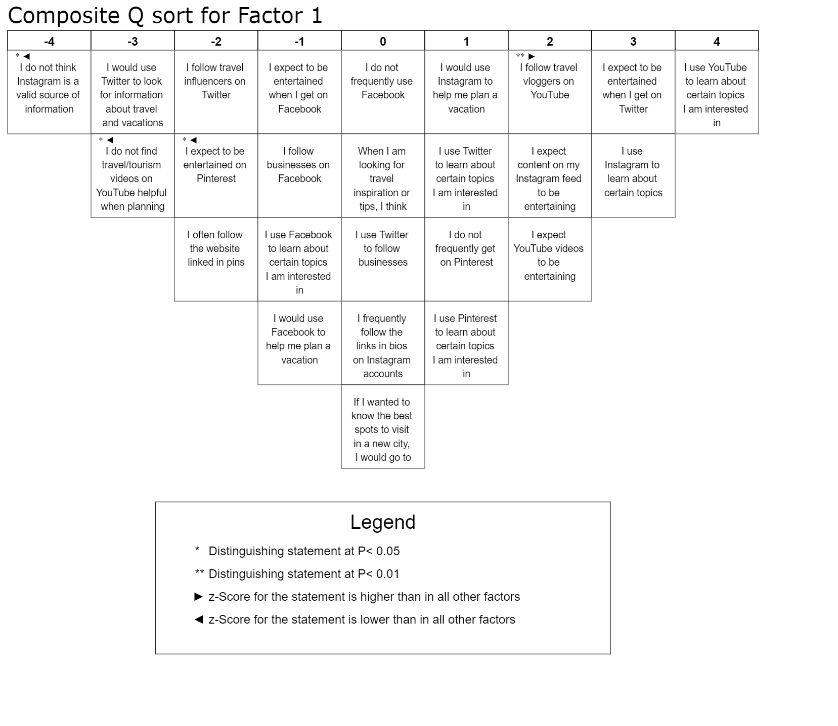 Composite Q sort for Factor 1
-4 -3 -2 -1 0 1 2 3 4
* ◄
I do not think
Instagram is a
valid source of
information
I would use
Twitter to look
for information
about travel
and vacations
I follow travel
influencers on
Twitter
I expect to be
entertained
when I get on
Facebook
I do not
frequently use
Facebook
I would use
Instagram to
help me plan a
vacation
** ►
I follow travel
vloggers on
YouTube
I expect to be
entertained
when I get on
Twitter
I use YouTube
to learn about
certain topics
I am interested
in
* ◄
I do not find
travel/tourism
videos on
YouTube helpful
when planning
* ◄
I expect to be
entertained on
Pinterest
I follow
businesses on
Facebook
When I am
looking for
travel
inspiration or
tips, I think
I use Twitter
to learn about
certain topics
I am interested
in
I expect
content on my
Instagram feed
to be
entertaining
I use
Instagram to
learn about
certain topics
I often follow
the website
linked in pins
I use Facebook
to learn about
certain topics
I am interested
in
I use Twitter
to follow
businesses
I do not
frequently get
on Pinterest
I expect
YouTube videos
to be
entertaining
I would use
Facebook to
help me plan a
vacation
I frequently
follow the
links in bios
on Instagram
accounts
I use Pinterest
to learn about
certain topics
I am interested
in
If I wanted to
know the best
spots to visit
in a new city,
I would go to
Legend
* Distinguishing statement at P< 0.05
** Distinguishing statement at P< 0.01
► z-Score for the statement is higher than in all other factors
◄ z-Score for the statement is lower than in all other factors